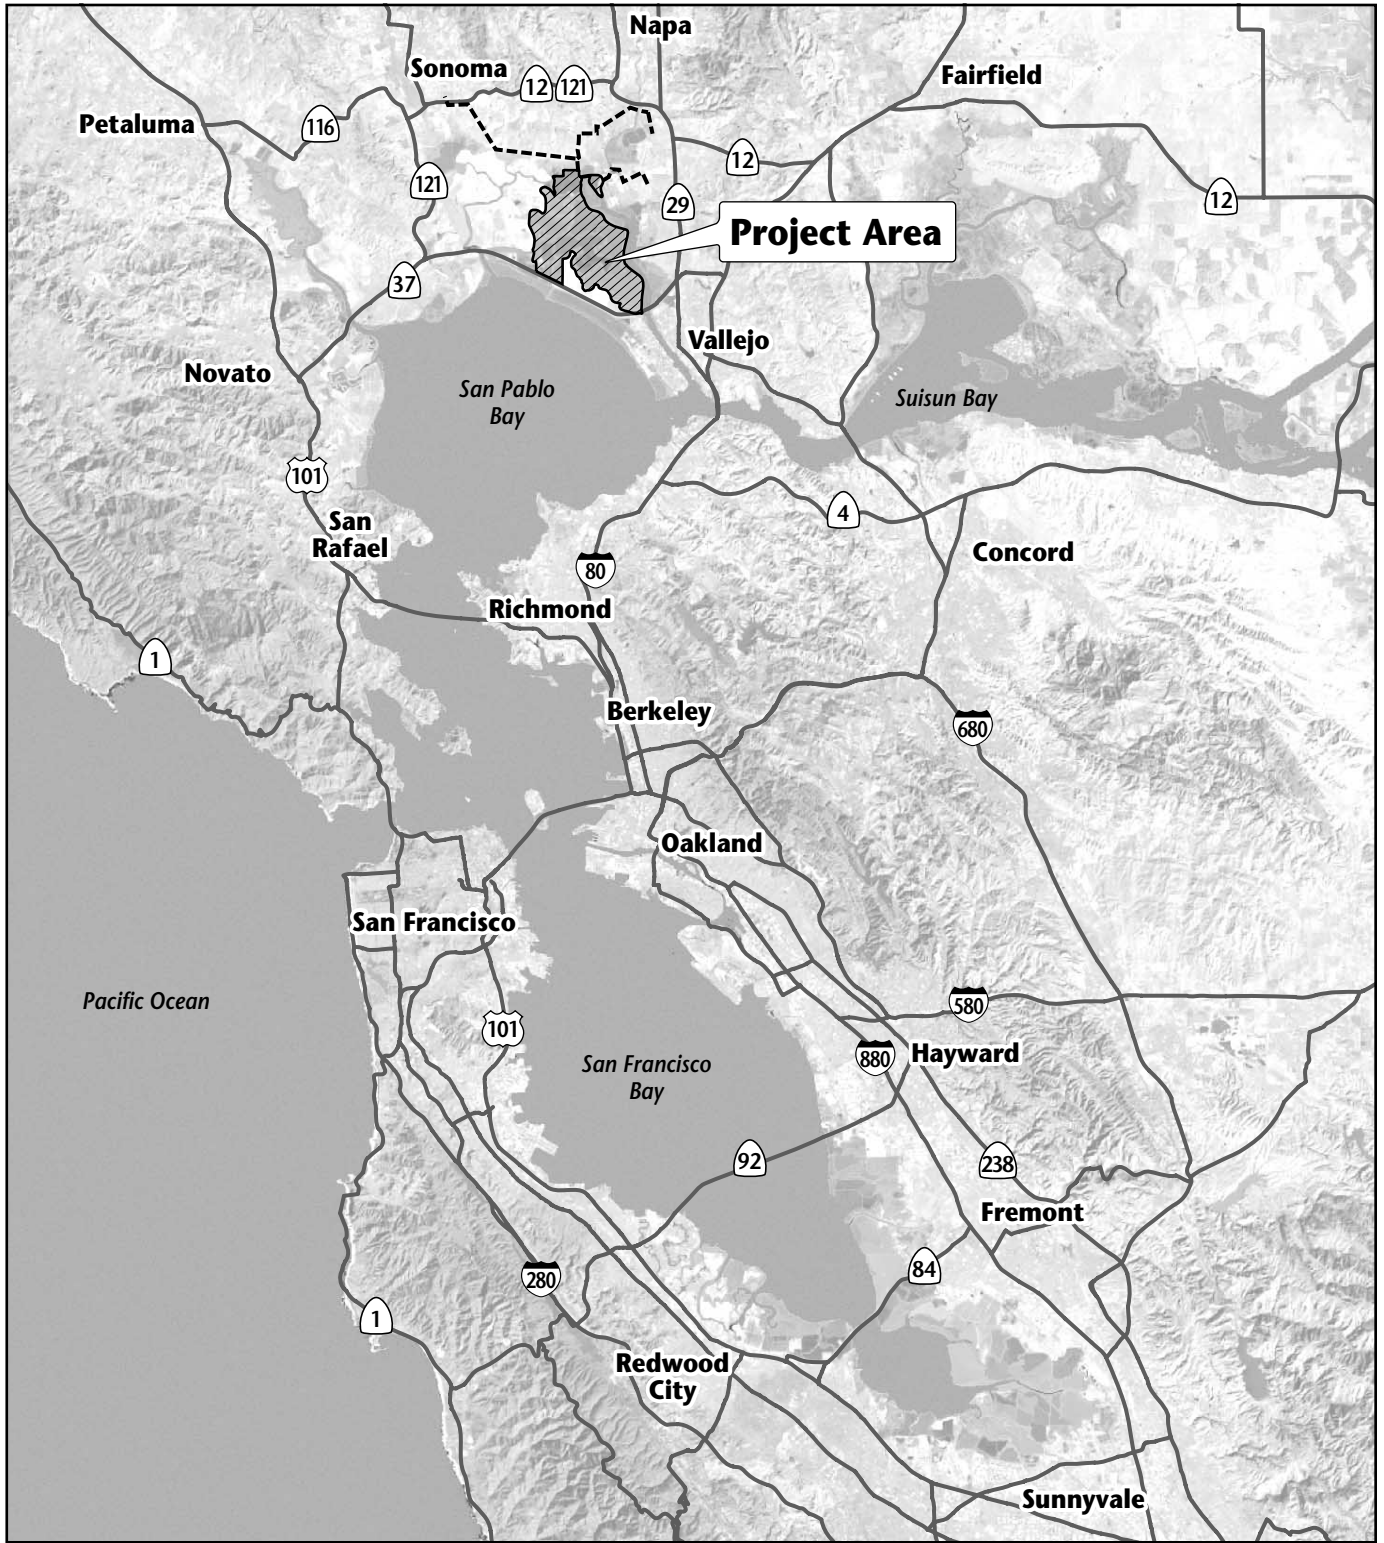 Napa
Sonoma
12
121
Fairfield
Petaluma
116
12
121
12
29
Project Area
37
Vallejo
Novato
San Pablo
Bay
Suisun Bay
101
4
San
Rafael
Concord
80
Richmond
1
Berkeley
680
Oakland
San Francisco
Pacific Ocean
580
101
Hayward
880
San Francisco
Bay
92
238
Fremont
84
280
1
Redwood
City
Sunnyvale